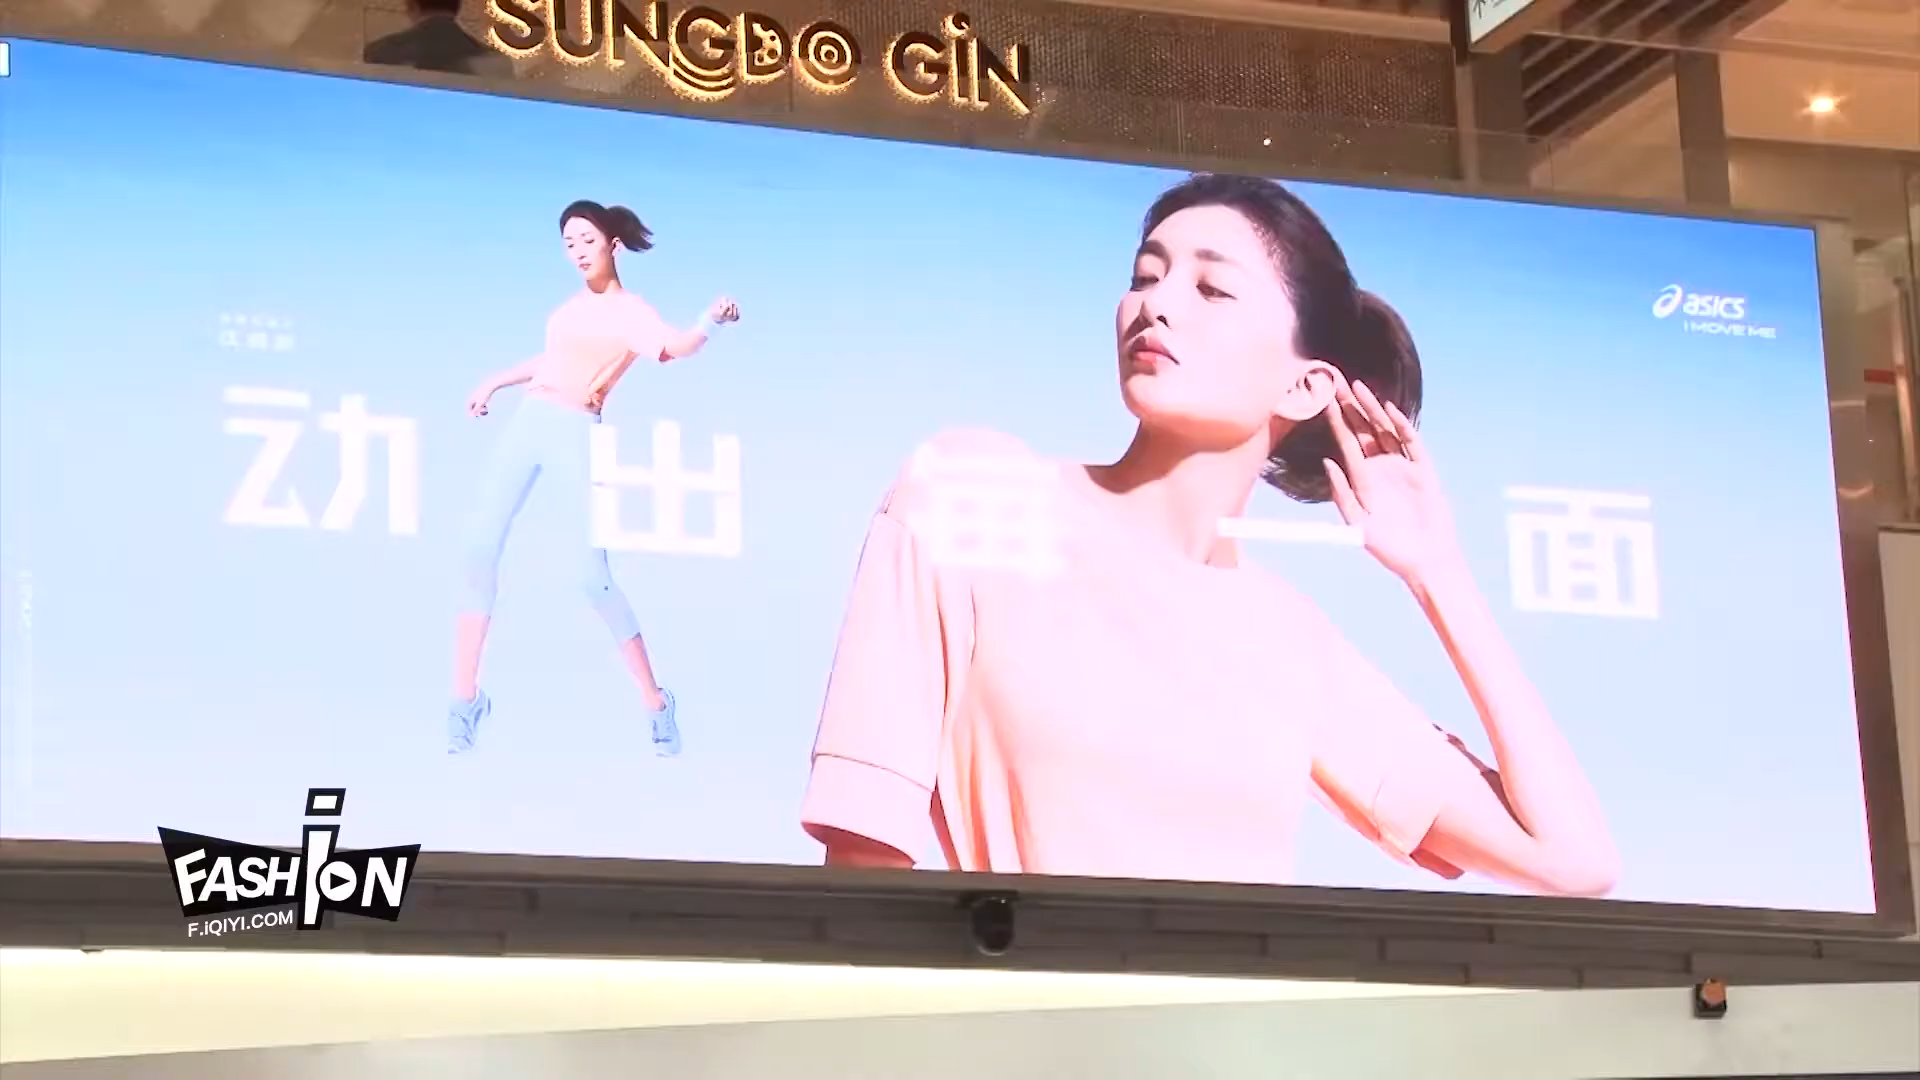 SUNGDO GiN
asics
I MOVE ME
动出每一面
FASHiON
F.iQIYI.COM